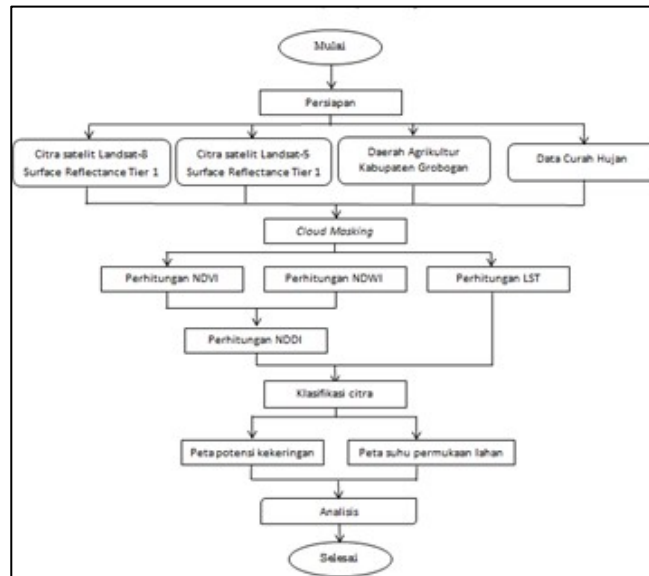 Mulai
Persiapan
Citra satelit Landsat-8
Surface Reflectance Tier 1
Citra satelit Landsat-5
Surface Reflectance Tier 1
Daerah Agrikultur
Kabupaten Grobogan
Data Curah Hujan
Cloud Masking
Perhitungan NDVI
Perhitungan NDWI
Perhitungan LST
Perhitungan NDDI
Klasifikasi citra
Peta potensi kekeringan
Peta suhu permukaan lahan
Analisis
Selesai